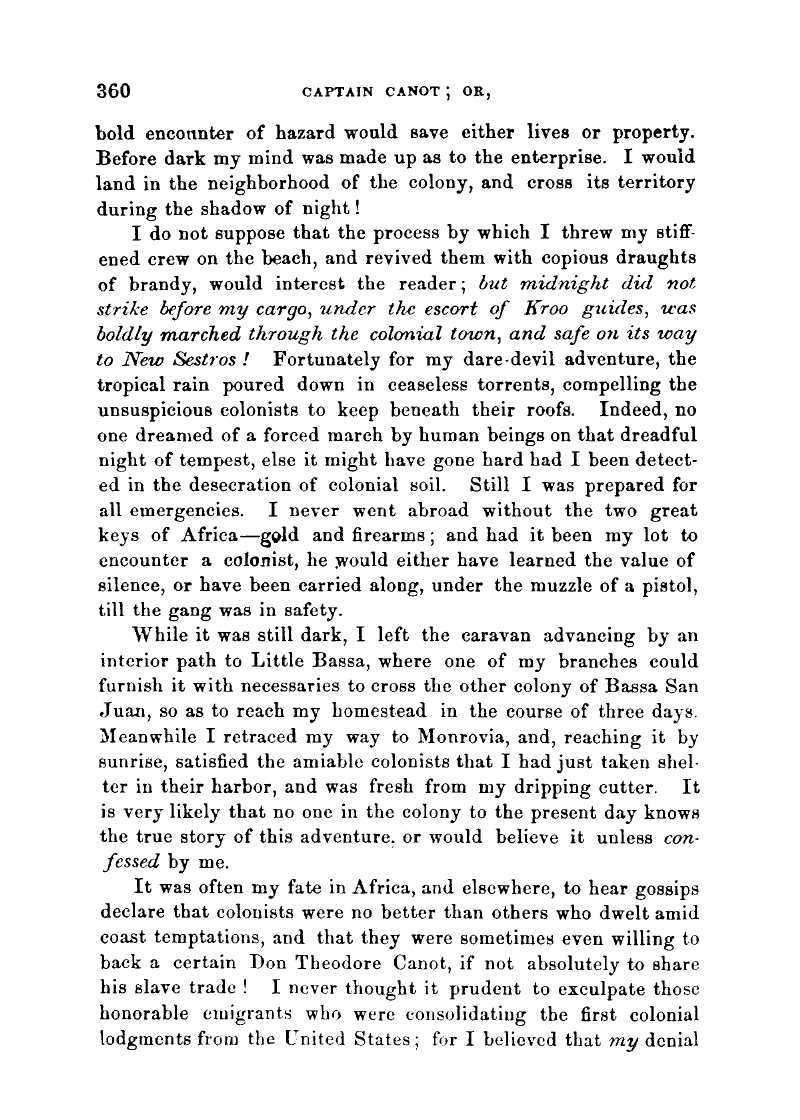 360 CAPTAIN CANOT; OR,
bold encounter of hazard would save either lives or property.
Before dark my mind was made up as to the enterprise. I would
land in the neighborhood of the colony, and cross its territory
during the shadow of night!
I do not suppose that the process by which I threw my stiff-
ened crew on the beach, and revived them with copious draughts
of brandy, would interest the reader; but midnight did not
strike before my cargo, under the escort of Kroo guides, was
boldly marched through the colonial town, and safe on its way
to New Sestros! Fortunately for my dare-devil adventure, the
tropical rain poured down in ceaseless torrents, compelling the
unsuspicious colonists to keep beneath their roofs. Indeed, no
one dreamed of a forced march by human beings on that dreadful
night of tempest, else it might have gone hard had I been detect-
ed in the desecration of colonial soil. Still I was prepared for
all emergencies. I never went abroad without the two great
keys of Africa—gold and firearms; and had it been my lot to
encounter a colonist, he would either have learned the value of
silence, or have been carried along, under the muzzle of a pistol,
till the gang was in safety.
While it was still dark, I left the caravan advancing by an
interior path to Little Bassa, where one of my branches could
furnish it with necessaries to cross the other colony of Bassa San
Juan, so as to reach my homestead in the course of three days.
Meanwhile I retraced my way to Monrovia, and, reaching it by
sunrise, satisfied the amiable colonists that I had just taken shel-
ter in their harbor, and was fresh from my dripping cutter. It
is very likely that no one in the colony to the present day knows
the true story of this adventure, or would believe it unless con-
fessed by me.
It was often my fate in Africa, and elsewhere, to hear gossips
declare that colonists were no better than others who dwelt amid
coast temptations, and that they were sometimes even willing to
back a certain Don Theodore Canot, if not absolutely to share
his slave trade! I never thought it prudent to exculpate those
honorable emigrants who were consolidating the first colonial
lodgments from the United States; for I believed that my denial